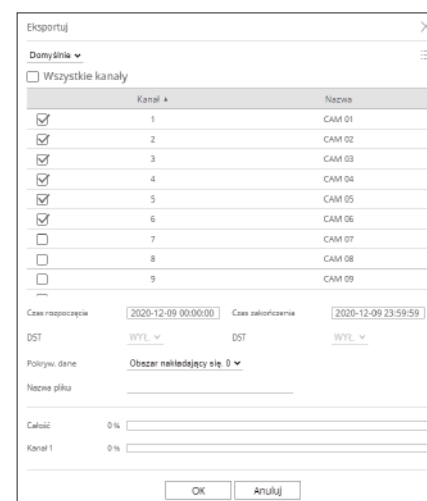 Eksportuj
Domyślnie
Wszystkie kanały
Kanał Nazwa
1 CAM 01
2 CAM 02
3 CAM 03
4 CAM 04
5 CAM 05
6 CAM 06
7 CAM 07
8 CAM 08
9 CAM 09
Czas rozpoczęcie 2020-12-09 00:00:00 Czas zakończenia 2020-12-09 23:59:59
DST WYŁ. DST WYŁ.
Pokryw. dane Obszar nakładający się 0
Nazwa pliku
Całość 0 %
Kanał 1 0 %
OK Anuluj